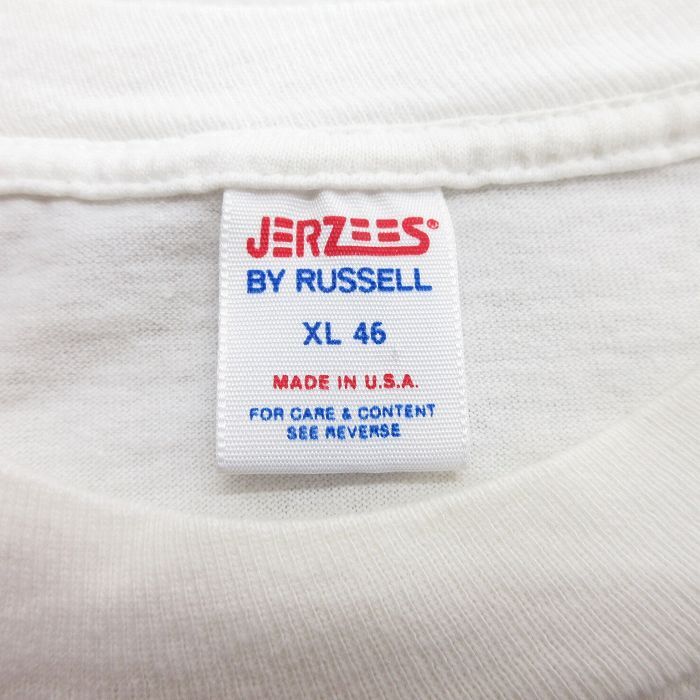 JERZEES®
BY RUSSELL
XL 46
MADE IN U.S.A.
FOR CARE & CONTENT
SEE REVERSE